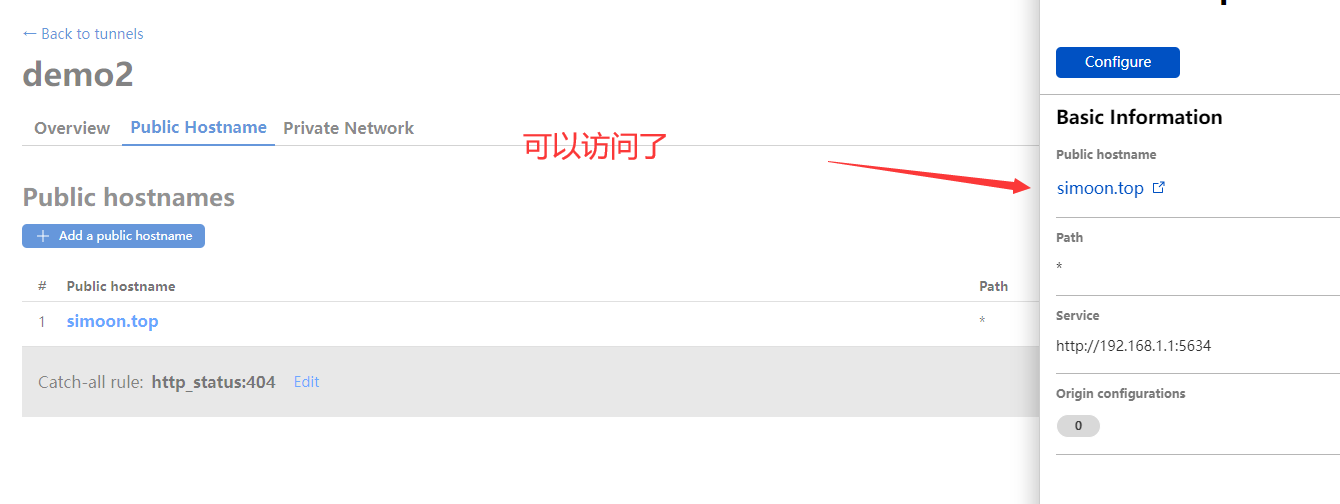 ← Back to tunnels
demo2
Overview Public Hostname Private Network
可以访问了
Public hostnames
+ Add a public hostname
# Public hostname Path
1 simoon.top *
Catch-all rule: http_status:404 Edit
Configure
Basic Information
Public hostname
simoon.top
Path
*
Service
http://192.168.1.1:5634
Origin configurations
0